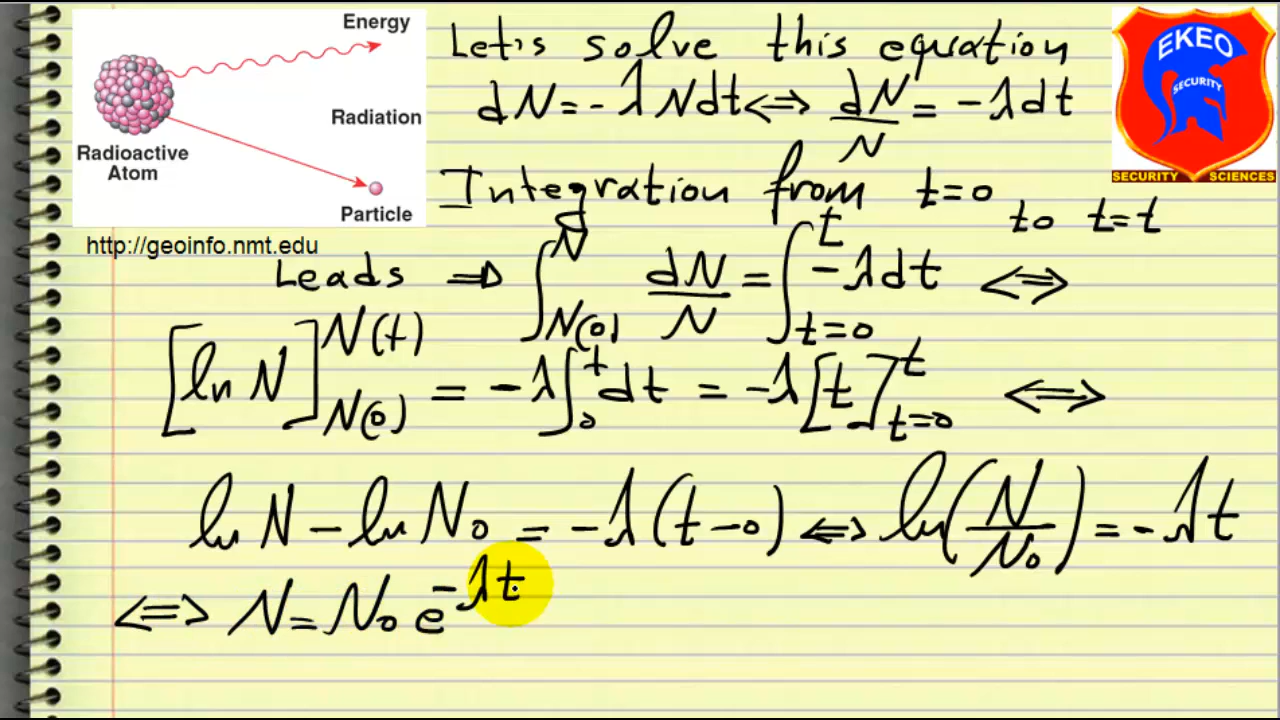 Energy
Radiation
Radioactive
Atom
Particle
http://geoinfo.nmt.edu
EKEO
SECURITY
SECURITY SCIENCES
Let's solve this equation
dN = -λNdt ⇔ dN/N = -λdt
Integration from t=0 to t=t
Leads ⇒ ∫_{N(0)}^{N} dN/N = ∫_{t=0}^{t} -λdt ⇔
[ln N]_{N(0)}^{N(t)} = -λ∫_{0}^{t} dt = -λ[t]_{t=0}^{t} ⇔
ln N - ln N₀ = -λ(t-0) ⇔ ln(N/N₀) = -λt
⇔ N = N₀ e^{-λt}